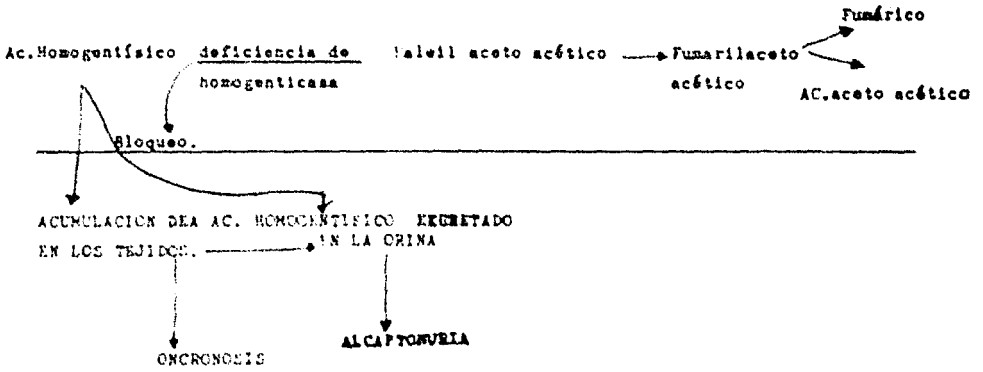 Fumárico
Ac.Homogentísico deficiencia de !aleil aceto acético Fumarilaceto
homogenticasa acético
AC.aceto acético
Bloqueo.
ACUMULACION DEA AC. HOMOGENTISICO EXCRETADO
EN LOS TEJIDOS. EN LA ORINA
ALCAPTONURIA
ONCRONOSIS